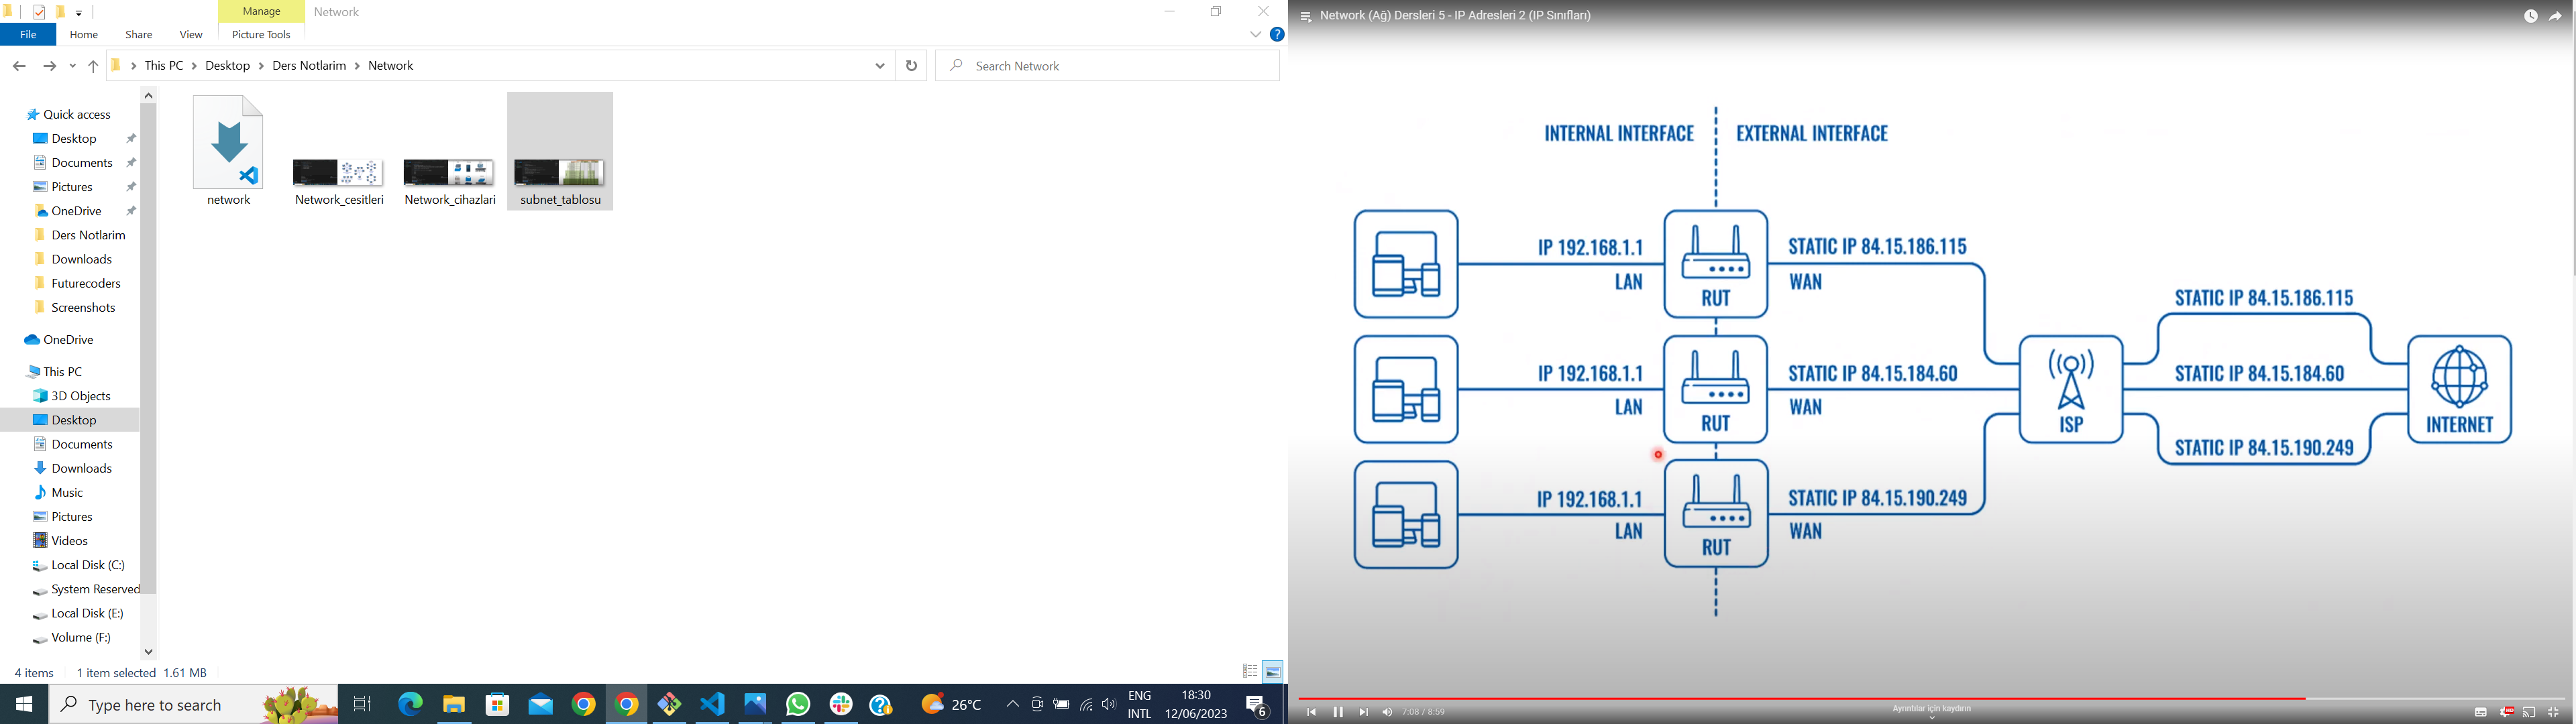 Manage
Network
File
Home
Share
View
Picture Tools
This PC
Desktop
Ders Notlarim
Network
Search Network
Quick access
Desktop
Documents
Pictures
OneDrive
Ders Notlarim
Downloads
Futurecoders
Screenshots
OneDrive
This PC
3D Objects
Desktop
Documents
Downloads
Music
Pictures
Videos
Local Disk (C:)
System Reserved
Local Disk (E:)
Volume (F:)
network
Network_cesitleri
Network_cihazlari
subnet_tablosu
4 items
1 item selected 1.61 MB
Type here to search
26°C
ENG
INTL
18:30
12/06/2023
6
Network (Ağ) Dersleri 5 - IP Adresleri 2 (IP Sınıfları)
INTERNAL INTERFACE
EXTERNAL INTERFACE
IP 192.168.1.1
LAN
RUT
STATIC IP 84.15.186.115
WAN
IP 192.168.1.1
LAN
RUT
STATIC IP 84.15.184.60
WAN
IP 192.168.1.1
LAN
RUT
STATIC IP 84.15.190.249
WAN
ISP
STATIC IP 84.15.186.115
STATIC IP 84.15.184.60
STATIC IP 84.15.190.249
INTERNET
7:08 / 8:59
Ayrıntılar için kaydırın
HD